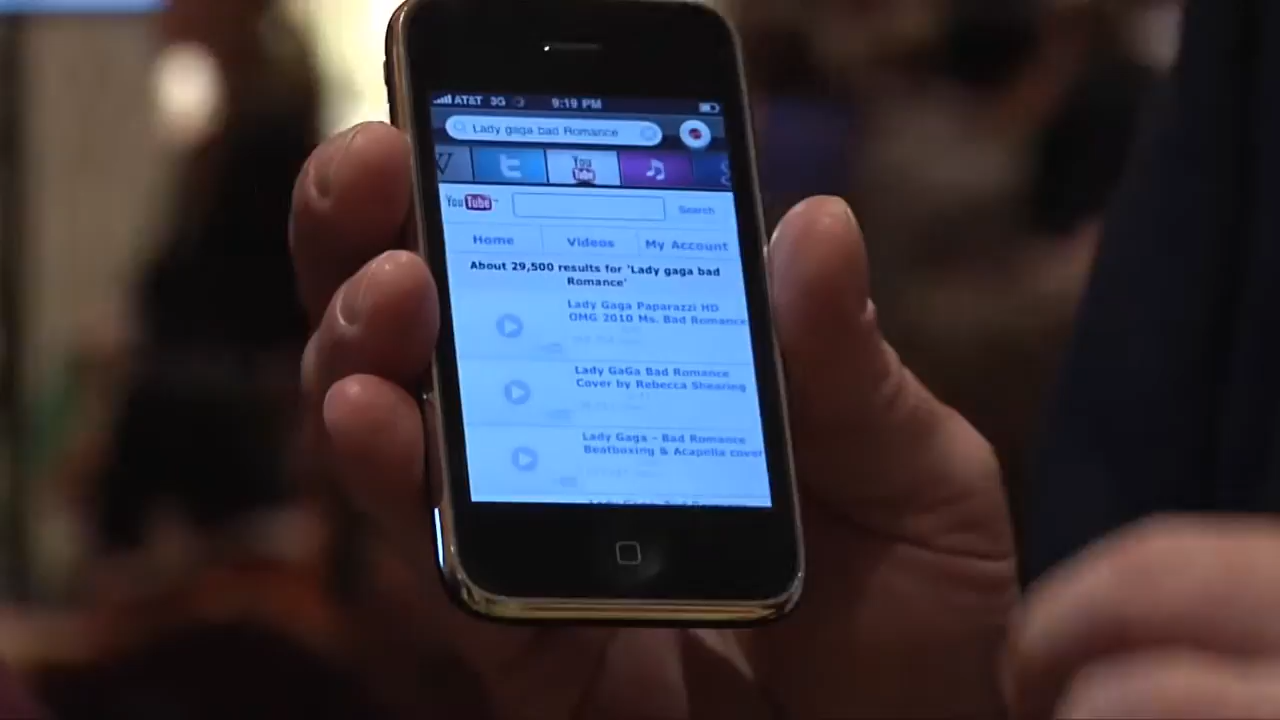 AT&T 3G 9:19 PM
Lady gaga bad Romance
You
Tube
YouTube Search
Home Videos My Account
About 29,500 results for 'Lady gaga bad
Romance'
Lady Gaga Paparazzi HD
OMG 2010 Ms. Bad Romance
Lady GaGa Bad Romance
Cover by Rebecca Shearing
Lady Gaga - Bad Romance
Beatboxing & Acapella cover